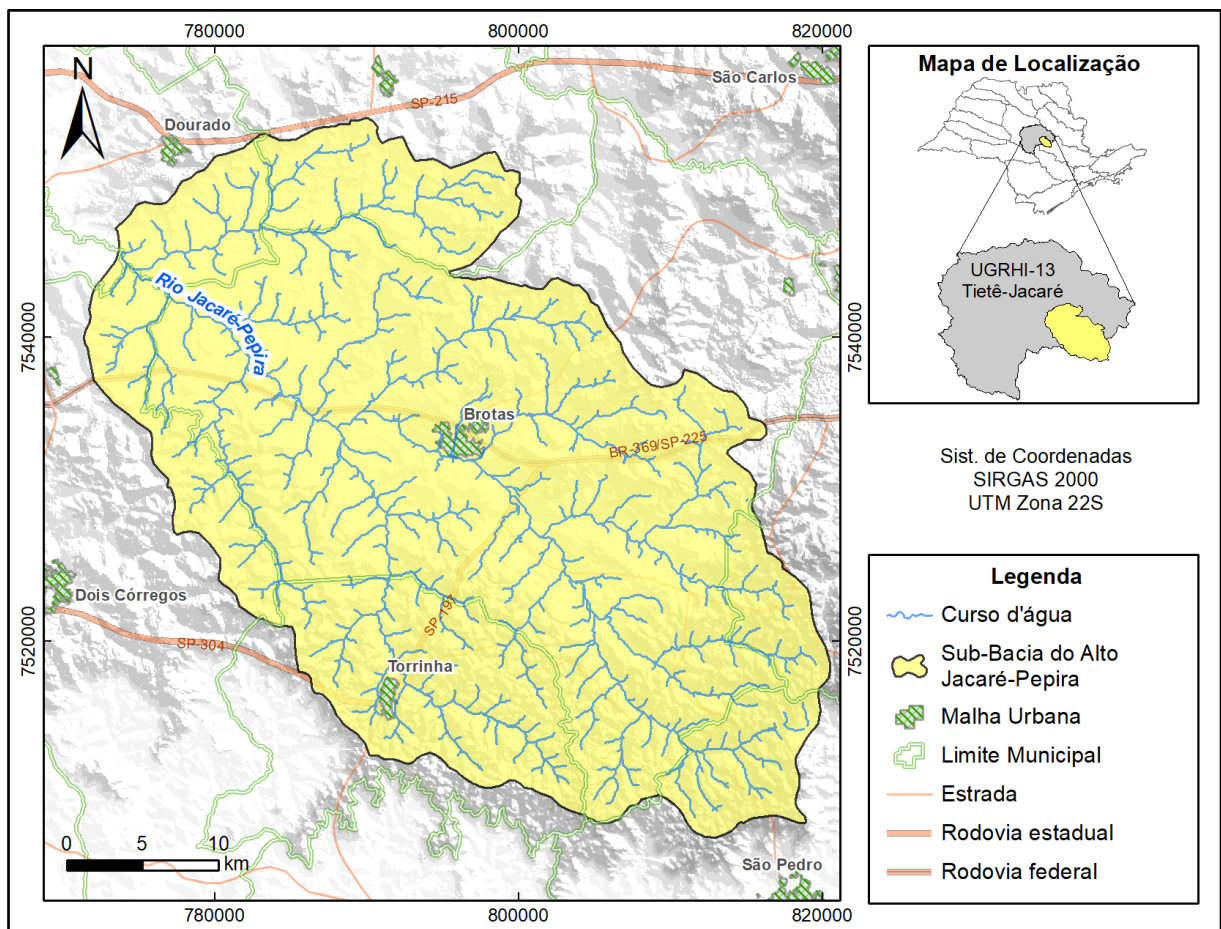 780000
800000
820000
N
São Carlos
SP-215
Dourado
Rio Jacaré-Pepira
7540000
7540000
Brotas
BR-369/SP-225
Dois Córregos
SP-197
7520000
7520000
SP-304
Torrinha
0
5
10
km
São Pedro
780000
800000
820000
Mapa de Localização
UGRHI-13
Tietê-Jacaré
Sist. de Coordenadas
SIRGAS 2000
UTM Zona 22S
Legenda
Curso d'água
Sub-Bacia do Alto
Jacaré-Pepira
Malha Urbana
Limite Municipal
Estrada
Rodovia estadual
Rodovia federal